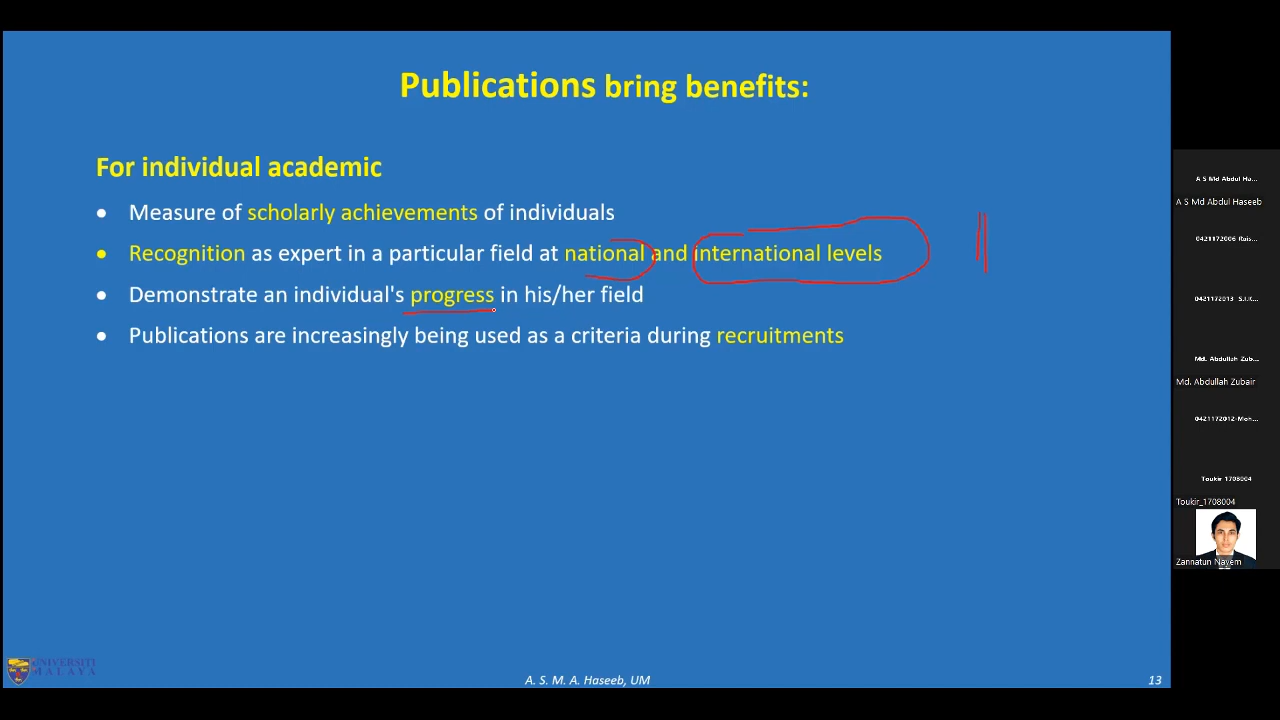 Publications bring benefits:
For individual academic
• Measure of scholarly achievements of individuals
• Recognition as expert in a particular field at national and international levels
• Demonstrate an individual's progress in his/her field
• Publications are increasingly being used as a criteria during recruitments
UNIVERSITI
MALAYA
A. S. M. A. Haseeb, UM
13
A S Md Abdul Ha...
A S Md Abdul Haseeb
0421172006 Rais...
0421172013 S.I.K...
Md. Abdullah Zub...
Md. Abdullah Zubair
0421172012-Moh...
Toukir 1708004
Toukir_1708004
Zannatun Nayem